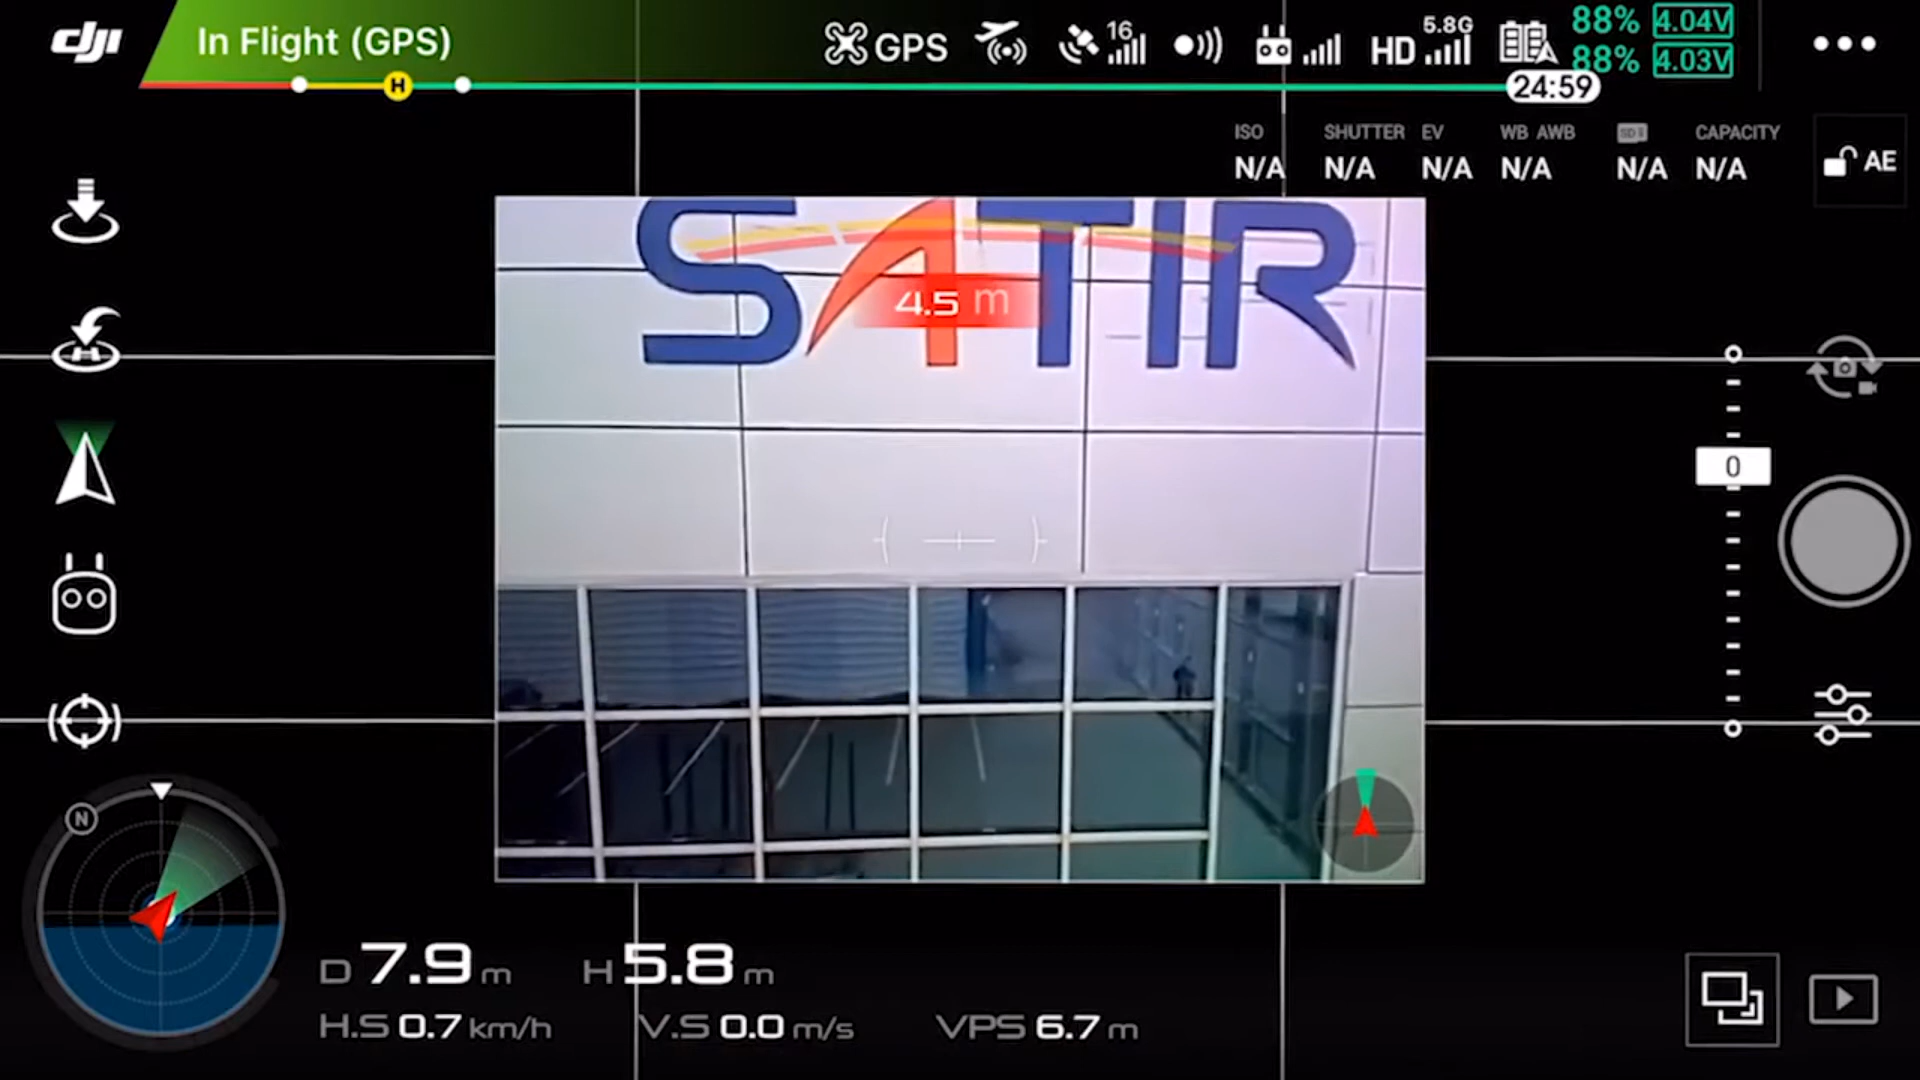 dji In Flight (GPS) GPS 16 HD 5.8G 88% 4.04V
88% 4.03V
H 24:59
ISO SHUTTER EV WB AWB SD CAPACITY
N/A N/A N/A N/A N/A N/A AE
SATIR
4.5 m
0
N
D 7.9 m H 5.8 m
H.S 0.7 km/h V.S 0.0 m/s VPS 6.7 m